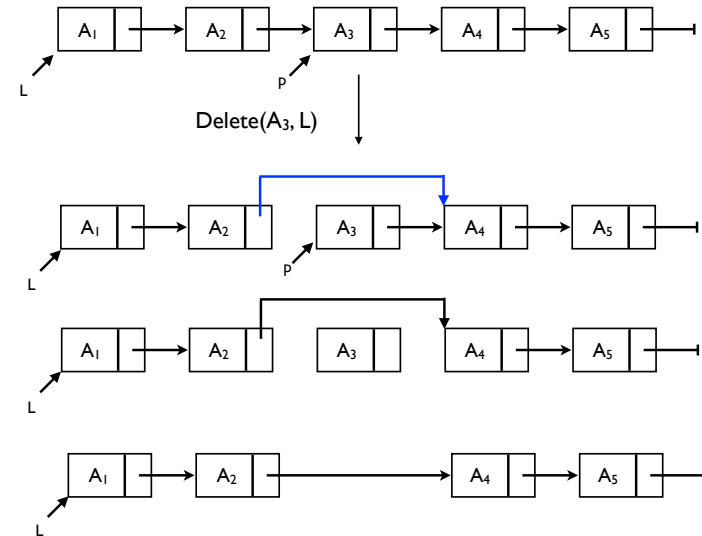 A₁ A₂ A₃ A₄ A₅
L P
Delete(A₃, L)
A₁ A₂ A₃ A₄ A₅
L P
A₁ A₂ A₃ A₄ A₅
L
A₁ A₂ A₄ A₅
L